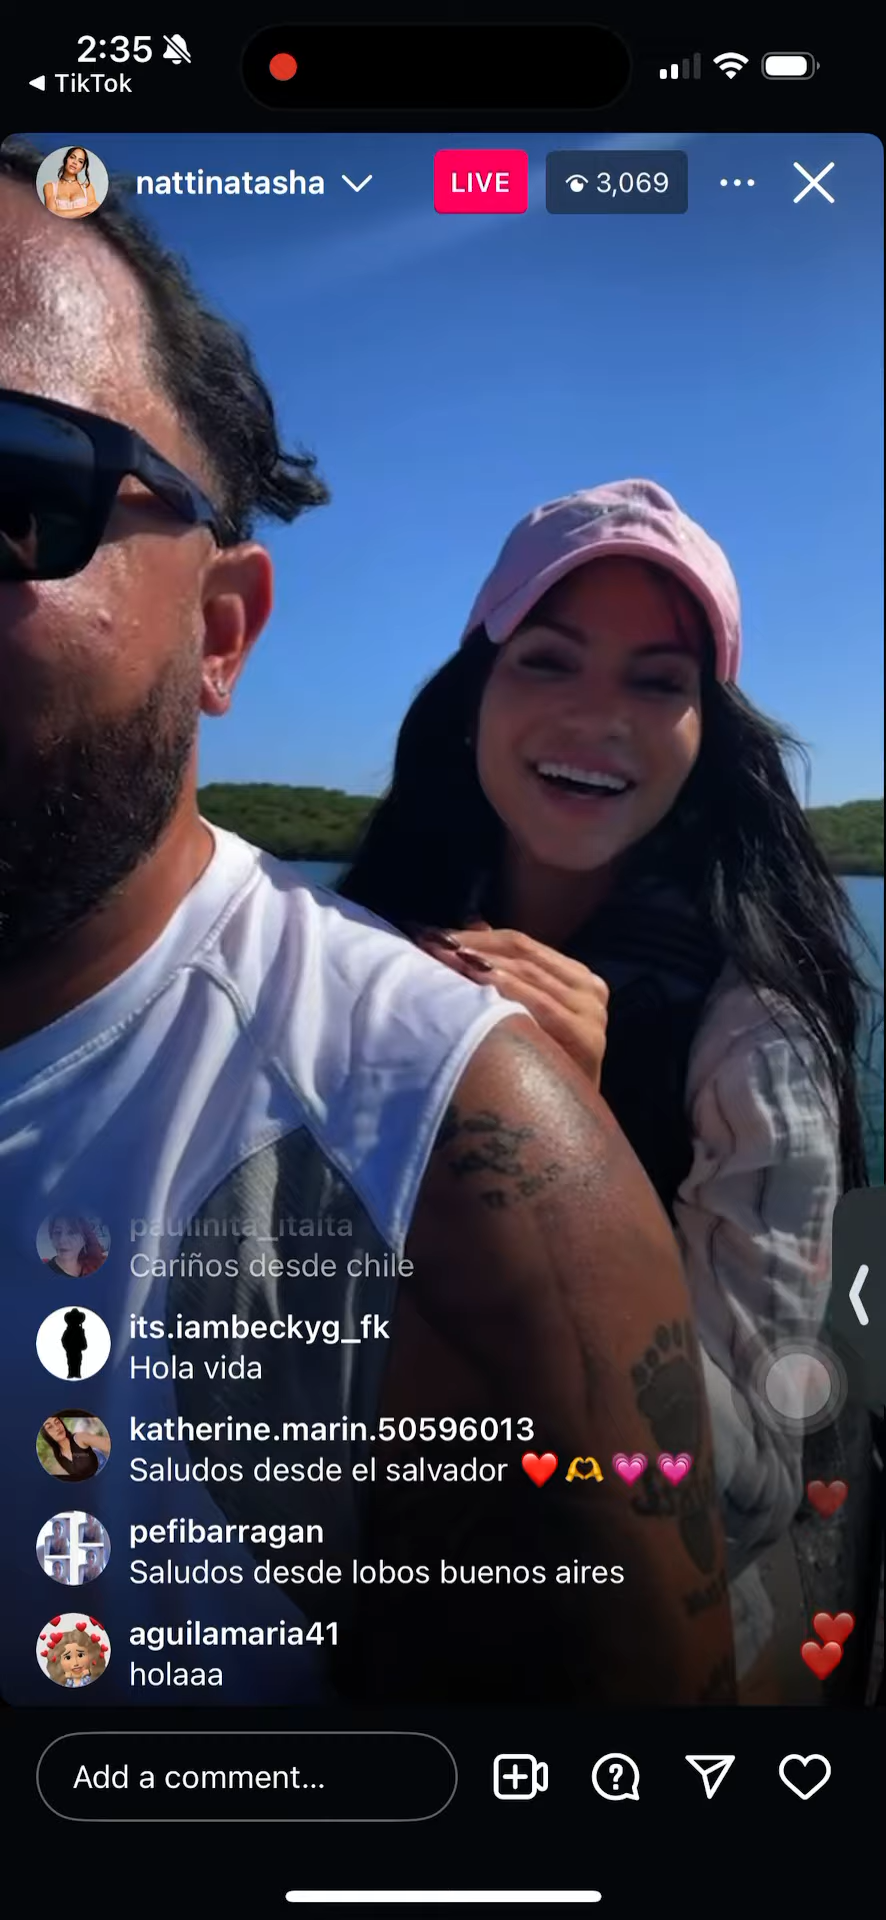 2:35
TikTok
nattinatasha
LIVE
3,069
paulinita_itaita
Cariños desde chile
its.iambeckyg_fk
Hola vida
katherine.marin.50596013
Saludos desde el salvador ❤️ 🫶 💗 💗
pefibarragan
Saludos desde lobos buenos aires
aguilamaria41
holaaa
Add a comment...